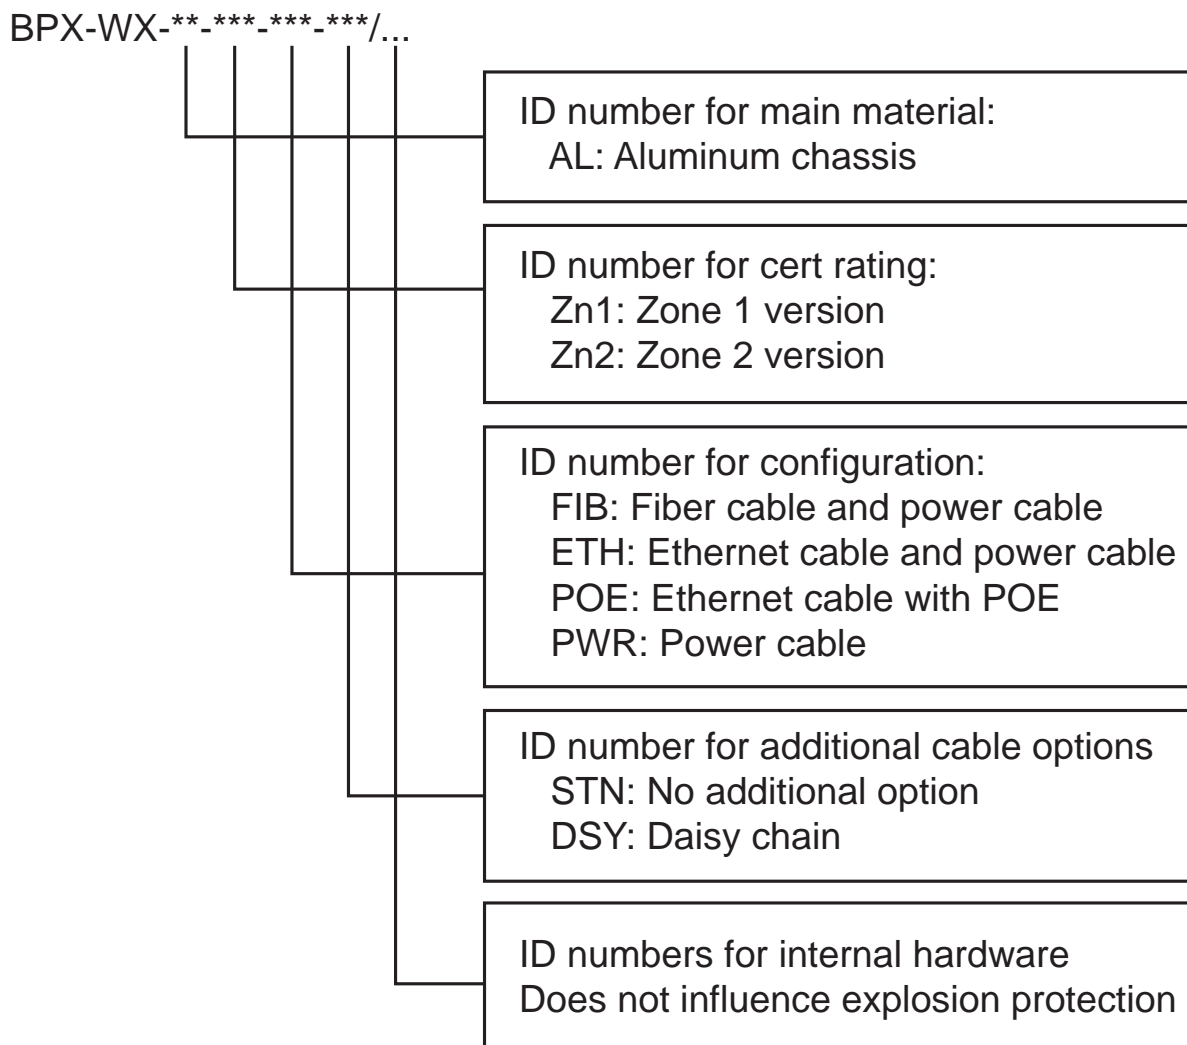 BPX-WX-**-***-***-***/...
ID number for main material:
AL: Aluminum chassis
ID number for cert rating:
Zn1: Zone 1 version
Zn2: Zone 2 version
ID number for configuration:
FIB: Fiber cable and power cable
ETH: Ethernet cable and power cable
POE: Ethernet cable with POE
PWR: Power cable
ID number for additional cable options
STN: No additional option
DSY: Daisy chain
ID numbers for internal hardware
Does not influence explosion protection